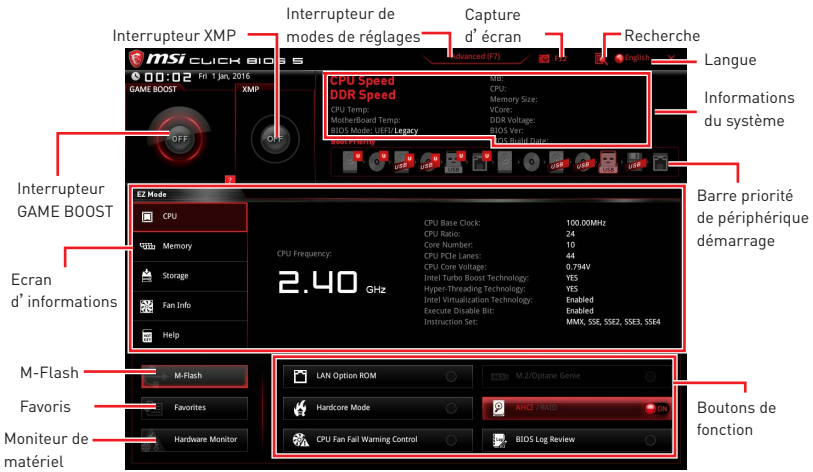 Interrupteur de
modes de réglages
Capture
d'écran
Interrupteur XMP
Recherche
msi CLICK BIOS 5
Advanced (F7)
F12
English
X
Langue
00:02 Fri 1 Jan, 2016
GAME BOOST
XMP
OFF
OFF
?
CPU Speed
DDR Speed
CPU Temp:
MotherBoard Temp:
BIOS Mode: UEFI/Legacy
Boot Priority
MB:
CPU:
Memory Size:
VCore:
DDR Voltage:
BIOS Ver:
BIOS Build Date:
Informations
du système
U U U U U U
USB USB USB USB USB USB
Interrupteur
GAME BOOST
Barre priorité
de périphérique
démarrage
EZ Mode
CPU
Memory
Storage
Fan Info
HOT KEY
Help
CPU Frequency:
2.40 GHz
CPU Base Clock: 100.00MHz
CPU Ratio: 24
Core Number: 10
CPU PCIe Lanes: 44
CPU Core Voltage: 0.794V
Intel Turbo Boost Technology: YES
Hyper-Threading Technology: YES
Intel Virtualization Technology: Enabled
Execute Disable Bit: Enabled
Instruction Set: MMX, SSE, SSE2, SSE3, SSE4
Ecran
d'informations
M-Flash
Favoris
Moniteur de
matériel
M-Flash
Favorites
Hardware Monitor
LAN Option ROM
Hardcore Mode
CPU Fan Fail Warning Control
M.2/Optane Genie
AHCI /RAID
ON
BIOS Log Review
Boutons de
fonction